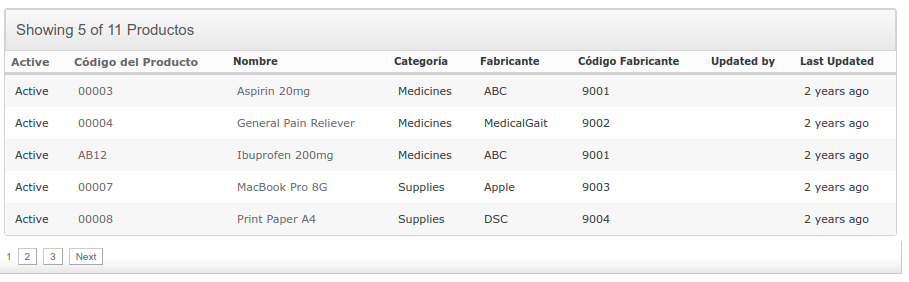 Showing 5 of 11 Productos
Active Código del Producto Nombre Categoría Fabricante Código Fabricante Updated by Last Updated
Active 00003 Aspirin 20mg Medicines ABC 9001 2 years ago
Active 00004 General Pain Reliever Medicines MedicalGait 9002 2 years ago
Active AB12 Ibuprofen 200mg Medicines ABC 9001 2 years ago
Active 00007 MacBook Pro 8G Supplies Apple 9003 2 years ago
Active 00008 Print Paper A4 Supplies DSC 9004 2 years ago
1 2 3 Next